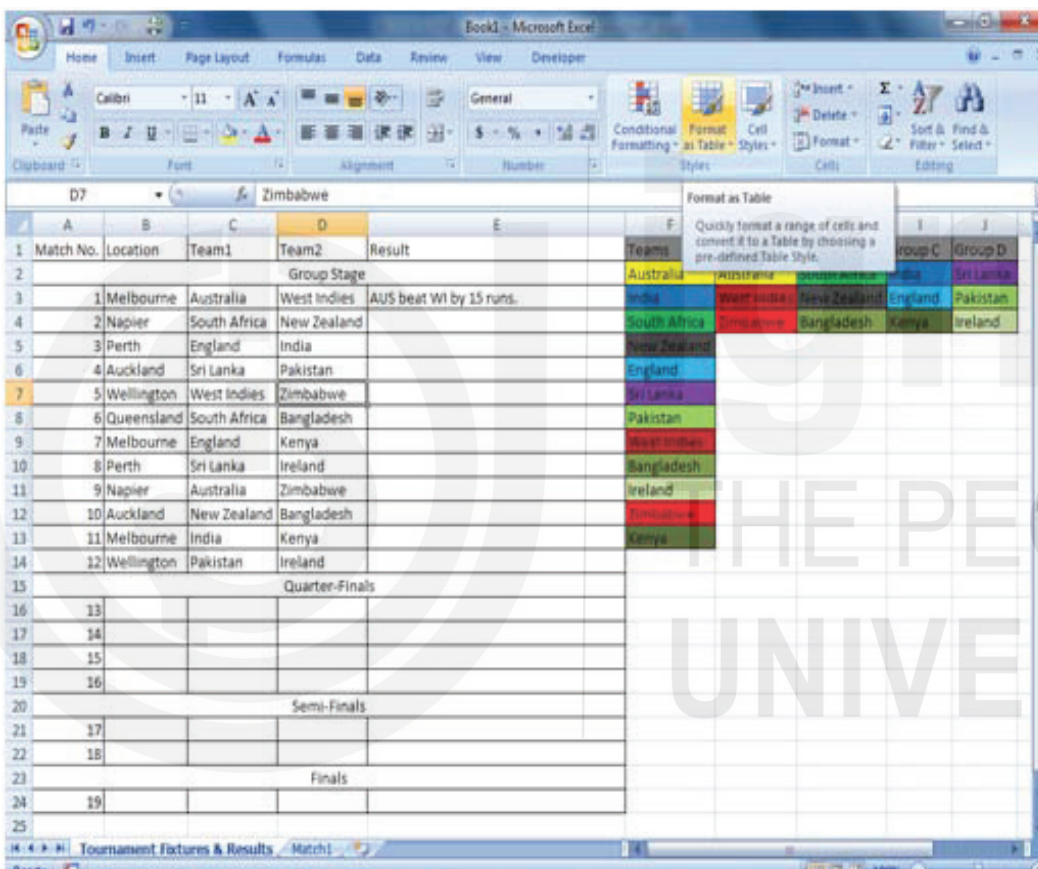 Book1 - Microsoft Excel
Home Insert Page Layout Formulas Data Review View Developer
Paste Calibri 11 A A General Conditional Formatting Format as Table Cell Styles Insert Delete Format Σ Sort & Filter Find & Select
B I U A $ % ,
Clipboard Font Alignment Number Styles Cells Editing
D7 fx Zimbabwe
Format as Table
Quickly format a range of cells and
convert it to a Table by choosing a
pre-defined Table Style.
A B C D E F I J
1 Match No. Location Team1 Team2 Result Teams Group C Group D
2 Group Stage Australia Australia South Africa India Sri Lanka
3 1 Melbourne Australia West Indies AUS beat WI by 15 runs. India West Indies New Zealand England Pakistan
4 2 Napier South Africa New Zealand South Africa Zimbabwe Bangladesh Kenya Ireland
5 3 Perth England India New Zealand
6 4 Auckland Sri Lanka Pakistan England
7 5 Wellington West Indies Zimbabwe Sri Lanka
8 6 Queensland South Africa Bangladesh Pakistan
9 7 Melbourne England Kenya West Indies
10 8 Perth Sri Lanka Ireland Bangladesh
11 9 Napier Australia Zimbabwe Ireland
12 10 Auckland New Zealand Bangladesh Zimbabwe
13 11 Melbourne India Kenya Kenya
14 12 Wellington Pakistan Ireland
15 Quarter-Finals
16 13
17 14
18 15
19 16
20 Semi-Finals
21 17
22 18
23 Finals
24 19
25
Tournament Fixtures & Results Match1
THE PE
UNIVE